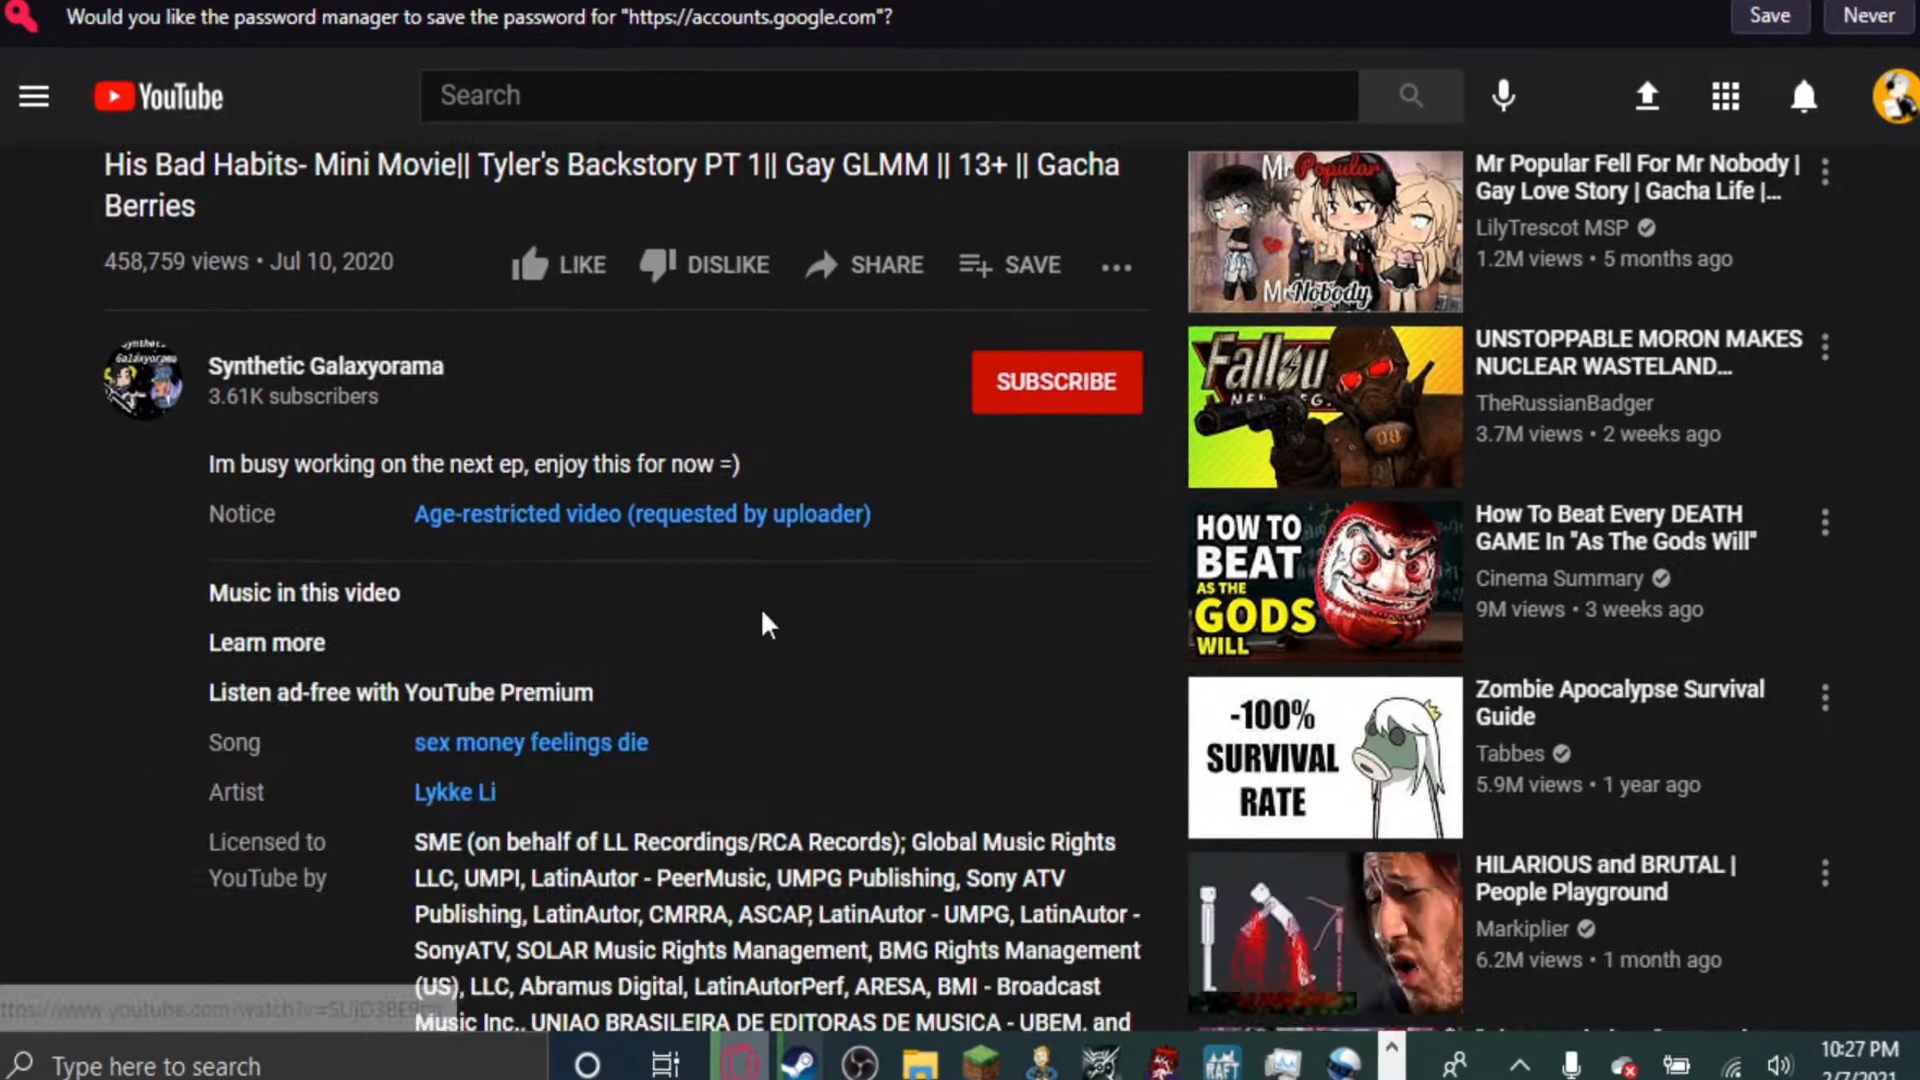 Would you like the password manager to save the password for "https://accounts.google.com"?
Save
Never
YouTube
Search
His Bad Habits- Mini Movie|| Tyler's Backstory PT 1|| Gay GLMM || 13+ || Gacha
Berries
458,759 views • Jul 10, 2020
LIKE
DISLIKE
SHARE
SAVE
Synthetic Galaxyorama
3.61K subscribers
SUBSCRIBE
Im busy working on the next ep, enjoy this for now =)
Notice
Age-restricted video (requested by uploader)
Music in this video
Learn more
Listen ad-free with YouTube Premium
Song
sex money feelings die
Artist
Lykke Li
Licensed to
YouTube by
SME (on behalf of LL Recordings/RCA Records); Global Music Rights
LLC, UMPI, LatinAutor - PeerMusic, UMPG Publishing, Sony ATV
Publishing, LatinAutor, CMRRA, ASCAP, LatinAutor - UMPG, LatinAutor -
SonyATV, SOLAR Music Rights Management, BMG Rights Management
(US), LLC, Abramus Digital, LatinAutorPerf, ARESA, BMI - Broadcast
Music Inc., UNIAO BRASILEIRA DE EDITORAS DE MUSICA - UBEM, and
Mr Popular
Mr Nobody
Mr Popular Fell For Mr Nobody |
Gay Love Story | Gacha Life |...
LilyTrescot MSP
1.2M views • 5 months ago
Fallout
UNSTOPPABLE MORON MAKES
NUCLEAR WASTELAND...
TheRussianBadger
3.7M views • 2 weeks ago
HOW TO
BEAT
AS THE
GODS
WILL
How To Beat Every DEATH
GAME In "As The Gods Will"
Cinema Summary
9M views • 3 weeks ago
-100%
SURVIVAL
RATE
Zombie Apocalypse Survival
Guide
Tabbes
5.9M views • 1 year ago
HILARIOUS and BRUTAL |
People Playground
Markiplier
6.2M views • 1 month ago
Type here to search
RAFT
10:27 PM
2/7/2021